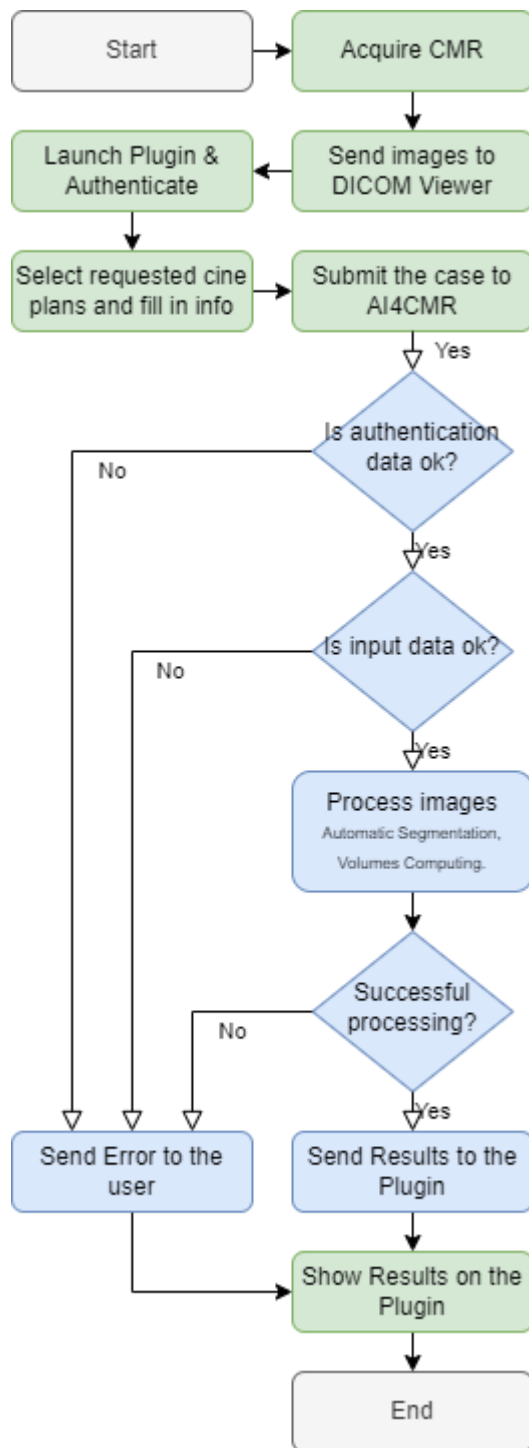 Start
Acquire CMR
Launch Plugin &
Authenticate
Send images to
DICOM Viewer
Select requested cine
plans and fill in info
Submit the case to
AI4CMR
Yes
Is authentication
data ok?
No
Yes
Is input data ok?
No
Yes
Process images
Automatic Segmentation,
Volumes Computing.
Successful
processing?
No
Yes
Send Error to the
user
Send Results to the
Plugin
Show Results on the
Plugin
End